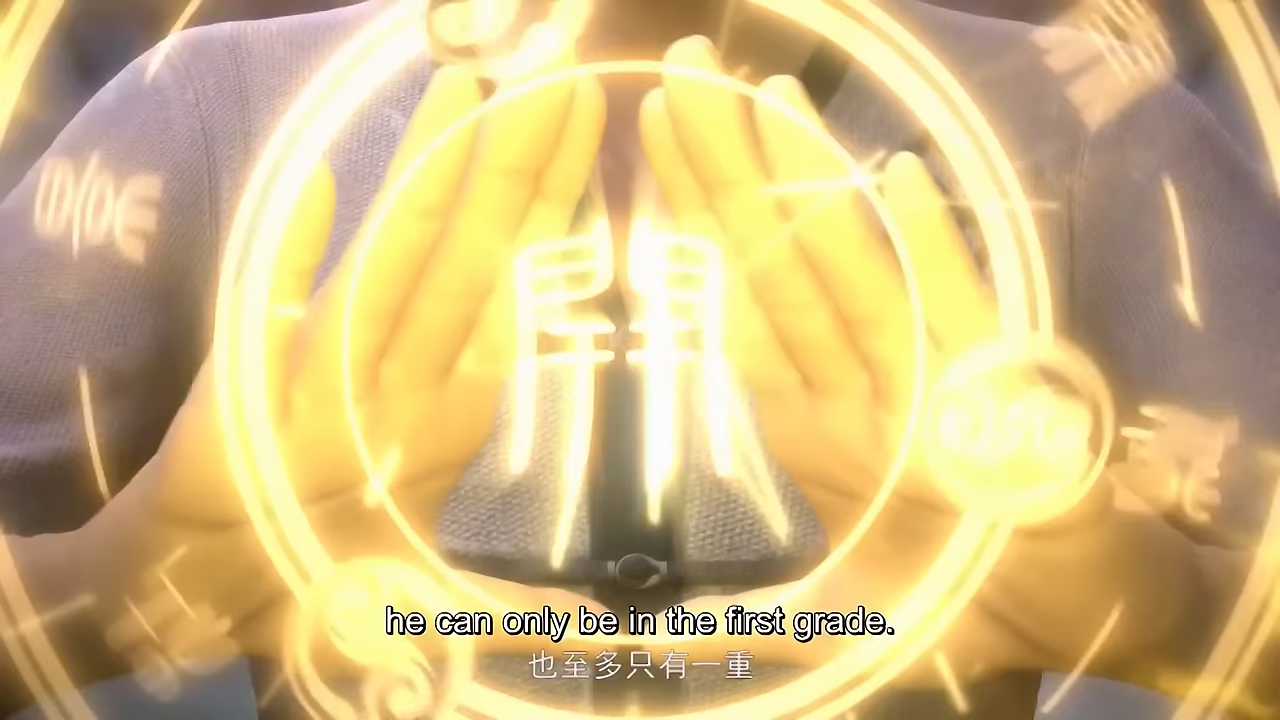 開
he can only be in the first grade.
也至多只有一重